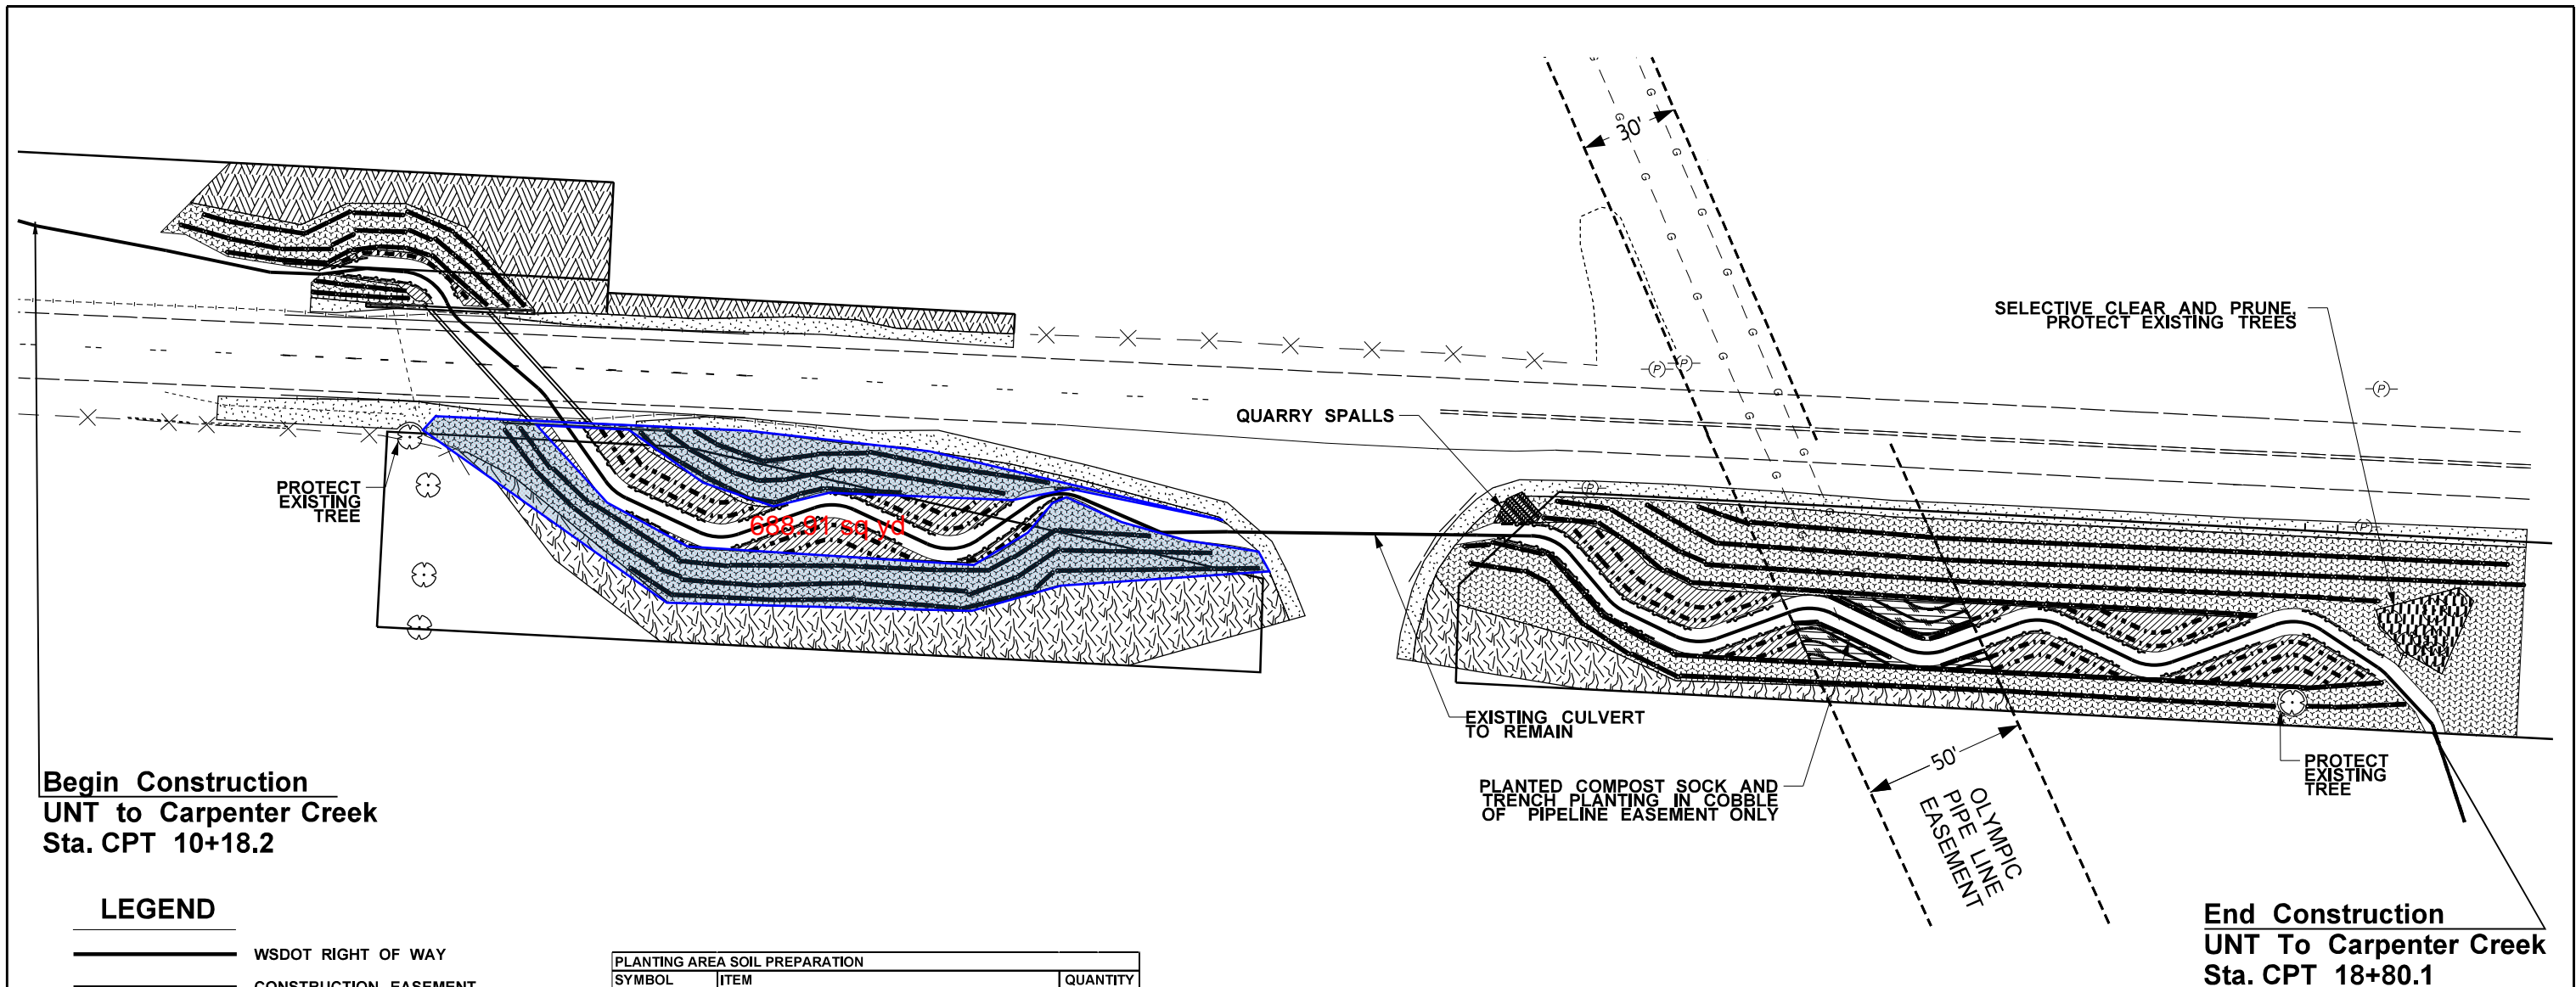 30'
SELECTIVE CLEAR AND PRUNE,
PROTECT EXISTING TREES
QUARRY SPALLS
PROTECT
EXISTING
TREE
688.91 sq yd
EXISTING CULVERT
TO REMAIN
PLANTED COMPOST SOCK AND
TRENCH PLANTING IN COBBLE
OF PIPELINE EASEMENT ONLY
50'
OLYMPIC
PIPE LINE
EASEMENT
PROTECT
EXISTING
TREE
Begin Construction
UNT to Carpenter Creek
Sta. CPT 10+18.2
End Construction
UNT To Carpenter Creek
Sta. CPT 18+80.1
LEGEND
WSDOT RIGHT OF WAY
CONSTRUCTION EASEMENT
PLANTING AREA SOIL PREPARATION
SYMBOL ITEM QUANTITY